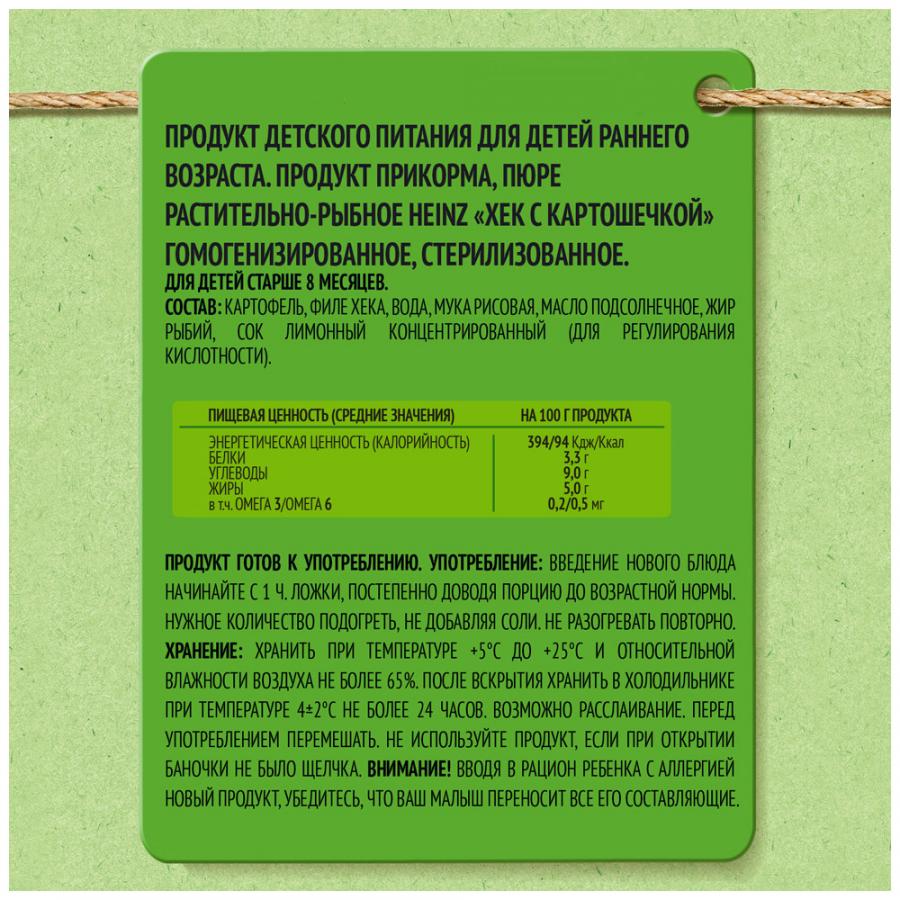 ПРОДУКТ ДЕТСКОГО ПИТАНИЯ ДЛЯ ДЕТЕЙ РАННЕГО
ВОЗРАСТА. ПРОДУКТ ПРИКОРМА, ПЮРЕ
РАСТИТЕЛЬНО-РЫБНОЕ HEINZ «ХЕК С КАРТОШЕЧКОЙ»
ГОМОГЕНИЗИРОВАННОЕ, СТЕРИЛИЗОВАННОЕ.
ДЛЯ ДЕТЕЙ СТАРШЕ 8 МЕСЯЦЕВ.
СОСТАВ: КАРТОФЕЛЬ, ФИЛЕ ХЕКА, ВОДА, МУКА РИСОВАЯ, МАСЛО ПОДСОЛНЕЧНОЕ, ЖИР
РЫБИЙ, СОК ЛИМОННЫЙ КОНЦЕНТРИРОВАННЫЙ (ДЛЯ РЕГУЛИРОВАНИЯ
КИСЛОТНОСТИ).
ПИЩЕВАЯ ЦЕННОСТЬ (СРЕДНИЕ ЗНАЧЕНИЯ) НА 100 Г ПРОДУКТА
ЭНЕРГЕТИЧЕСКАЯ ЦЕННОСТЬ (КАЛОРИЙНОСТЬ) 394/94 Кдж/Ккал
БЕЛКИ 3,3 г
УГЛЕВОДЫ 9,0 г
ЖИРЫ 5,0 г
в т.ч. ОМЕГА 3/ОМЕГА 6 0,2/0,5 мг
ПРОДУКТ ГОТОВ К УПОТРЕБЛЕНИЮ. УПОТРЕБЛЕНИЕ: ВВЕДЕНИЕ НОВОГО БЛЮДА
НАЧИНАЙТЕ С 1 Ч. ЛОЖКИ, ПОСТЕПЕННО ДОВОДЯ ПОРЦИЮ ДО ВОЗРАСТНОЙ НОРМЫ.
НУЖНОЕ КОЛИЧЕСТВО ПОДОГРЕТЬ, НЕ ДОБАВЛЯЯ СОЛИ. НЕ РАЗОГРЕВАТЬ ПОВТОРНО.
ХРАНЕНИЕ: ХРАНИТЬ ПРИ ТЕМПЕРАТУРЕ +5°С ДО +25°С И ОТНОСИТЕЛЬНОЙ
ВЛАЖНОСТИ ВОЗДУХА НЕ БОЛЕЕ 65%. ПОСЛЕ ВСКРЫТИЯ ХРАНИТЬ В ХОЛОДИЛЬНИКЕ
ПРИ ТЕМПЕРАТУРЕ 4±2°С НЕ БОЛЕЕ 24 ЧАСОВ. ВОЗМОЖНО РАССЛАИВАНИЕ. ПЕРЕД
УПОТРЕБЛЕНИЕМ ПЕРЕМЕШАТЬ. НЕ ИСПОЛЬЗУЙТЕ ПРОДУКТ, ЕСЛИ ПРИ ОТКРЫТИИ
БАНОЧКИ НЕ БЫЛО ЩЕЛЧКА. ВНИМАНИЕ! ВВОДЯ В РАЦИОН РЕБЕНКА С АЛЛЕРГИЕЙ
НОВЫЙ ПРОДУКТ, УБЕДИТЕСЬ, ЧТО ВАШ МАЛЫШ ПЕРЕНОСИТ ВСЕ ЕГО СОСТАВЛЯЮЩИЕ.